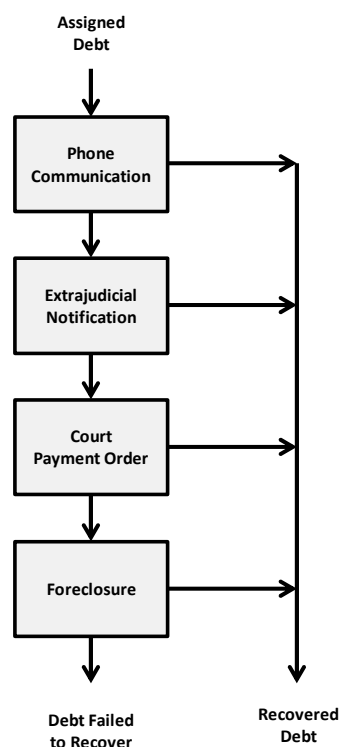 Assigned
Debt
Phone
Communication
Extrajudicial
Notification
Court
Payment Order
Foreclosure
Debt Failed
to Recover
Recovered
Debt